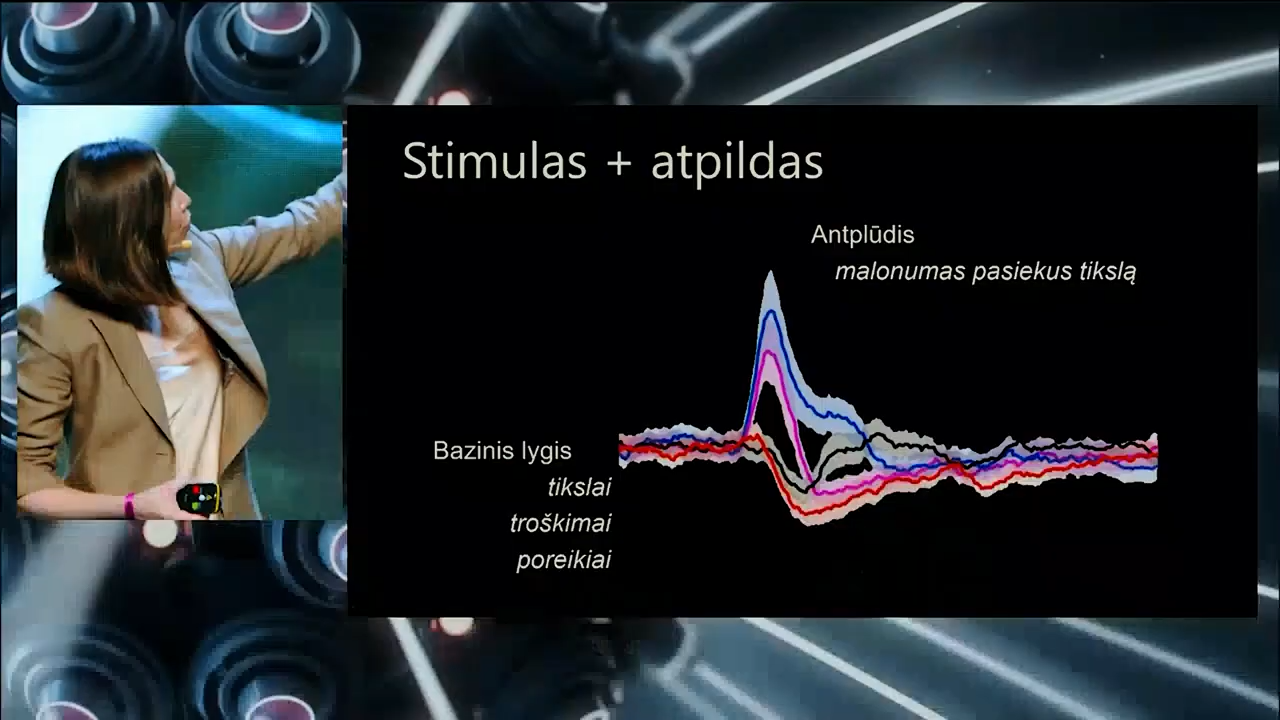 Stimulas + atpildas
Antplūdis
malonumas pasiekus tikslą
Bazinis lygis
tikslai
troškimai
poreikiai